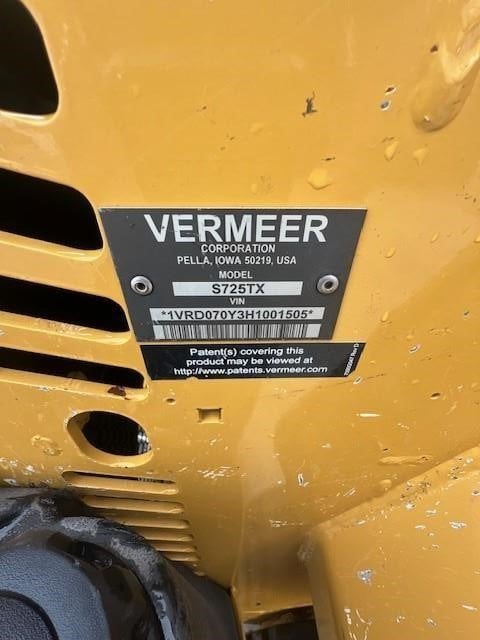 VERMEER
CORPORATION
PELLA, IOWA 50219, USA
MODEL
S725TX
VIN
*1VRD070Y3H1001505*
Patent(s) covering this
product may be viewed at
http://www.patents.vermeer.com